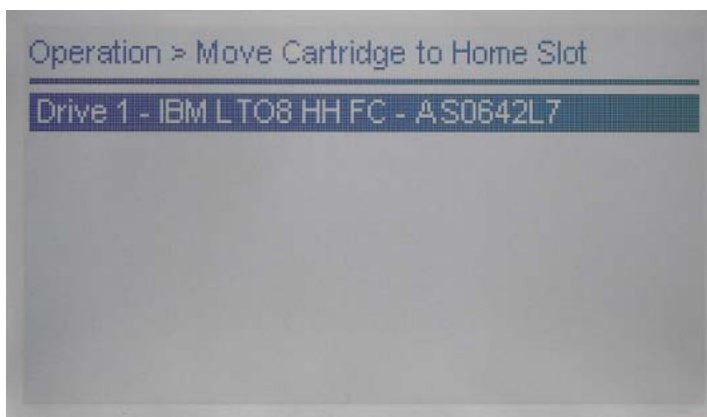 Operation > Move Cartridge to Home Slot
Drive 1 - IBM LTO8 HH FC - AS0642L7